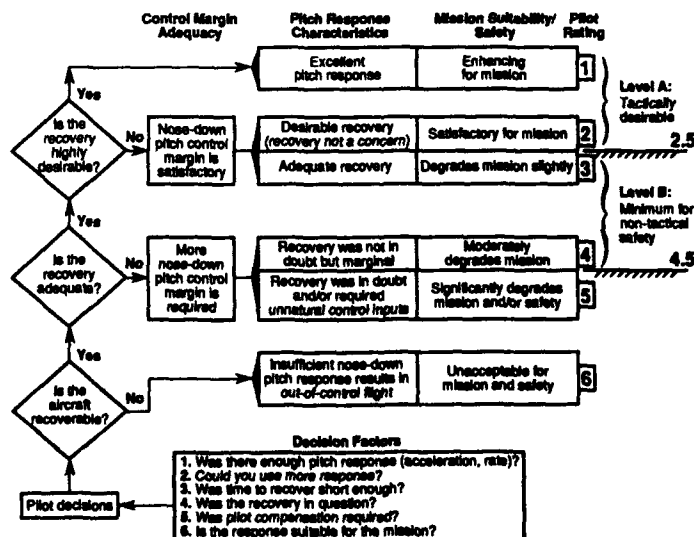 Control Margin
Adequacy
Pitch Response
Characteristics
Mission Suitability/
Safety
Pilot
Rating
Excellent
pitch response
Enhancing
for mission
1
Yes
Is the
recovery
highly
desirable?
No
Nose-down
pitch control
margin is
satisfactory
Desirable recovery
(recovery not a concern)
Satisfactory for mission
2
Adequate recovery
Degrades mission slightly
3
Level A:
Tactically
desirable
2.5
Level B:
Minimum for
non-tactical
safety
4.5
Yes
Is the
recovery
adequate?
No
More
nose-down
pitch control
margin is
required
Recovery was not in
doubt but marginal
Moderately
degrades mission
4
Recovery was in doubt
and/or required
unnatural control inputs
Significantly degrades
mission and/or safety
5
Yes
Is the
aircraft
recoverable?
No
Insufficient nose-down
pitch response results in
out-of-control flight
Unacceptable for
mission and safety
6
Pilot decisions
Decision Factors
1. Was there enough pitch response (acceleration, rate)?
2. Could you use more response?
3. Was time to recover short enough?
4. Was the recovery in question?
5. Was pilot compensation required?
6. Is the response suitable for the mission?